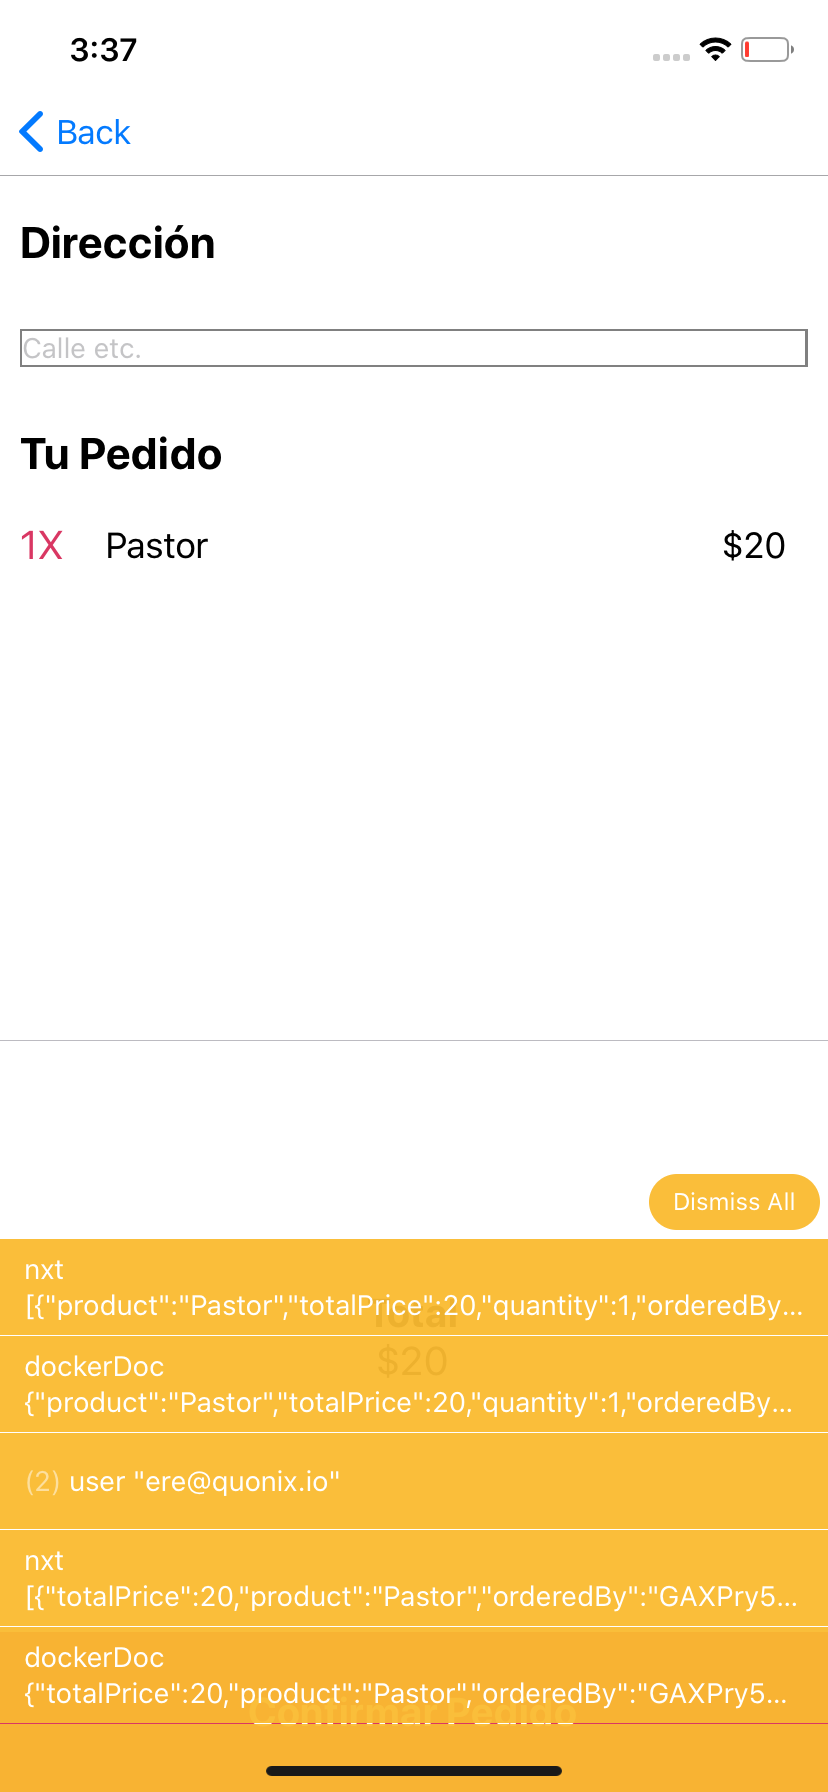 3:37
Back
Dirección
Calle etc.
Tu Pedido
1X Pastor $20
Dismiss All
nxt
[{"product":"Pastor","totalPrice":20,"quantity":1,"orderedBy...
Total
$20
dockerDoc
{"product":"Pastor","totalPrice":20,"quantity":1,"orderedBy...
(2) user "ere@quonix.io"
nxt
[{"totalPrice":20,"product":"Pastor","orderedBy":"GAXPry5...
dockerDoc
{"totalPrice":20,"product":"Pastor","orderedBy":"GAXPry5...
Confirmar Pedido